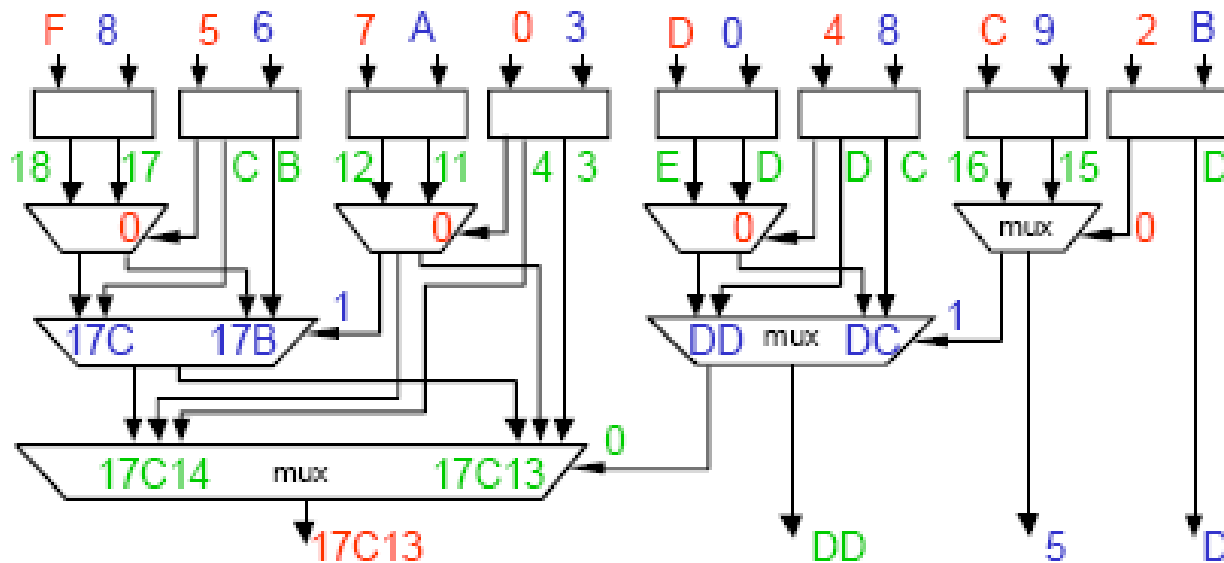 F 8 5 6 7 A 0 3 D 0 4 8 C 9 2 B
18 17 C B 12 11 4 3 E D D C 16 15 D
0 0 0 mux 0
1 1
17C 17B DD mux DC
0
17C14 mux 17C13
17C13 DD 5 D